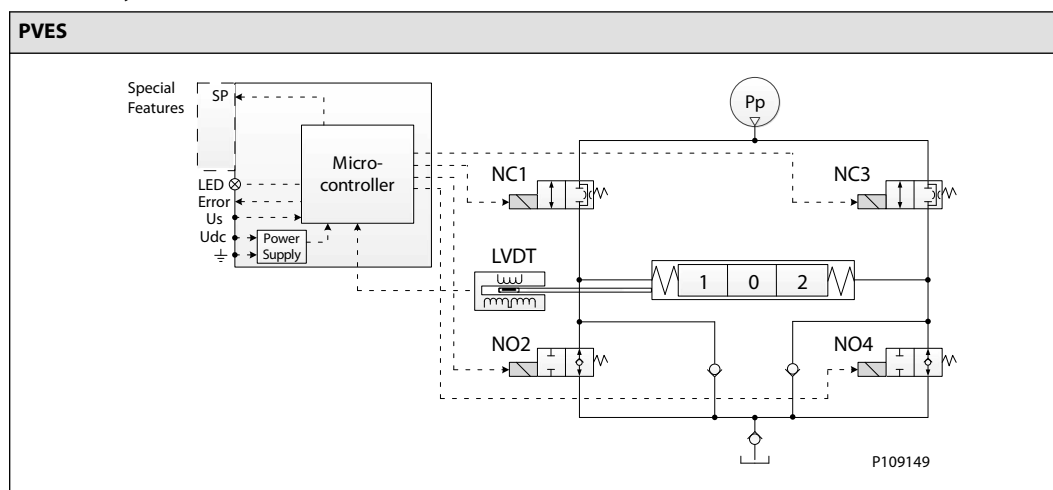 PVES
Special
Features
SP
Pp
Micro-
controller
NC1
NC3
LED
Error
Us
Udc
Power
Supply
LVDT
1 0 2
NO2
NO4
P109149